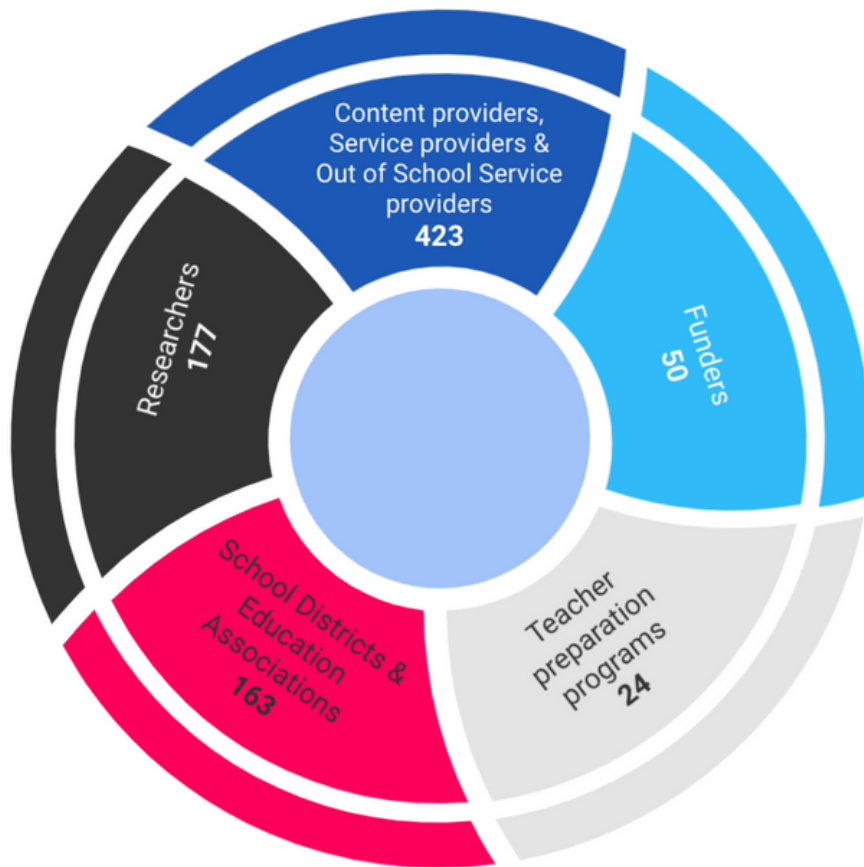 Content providers,
Service providers &
Out of School Service
providers
423
Funders
50
Teacher
preparation
programs
24
School Districts &
Education
Associations
163
Researchers
177